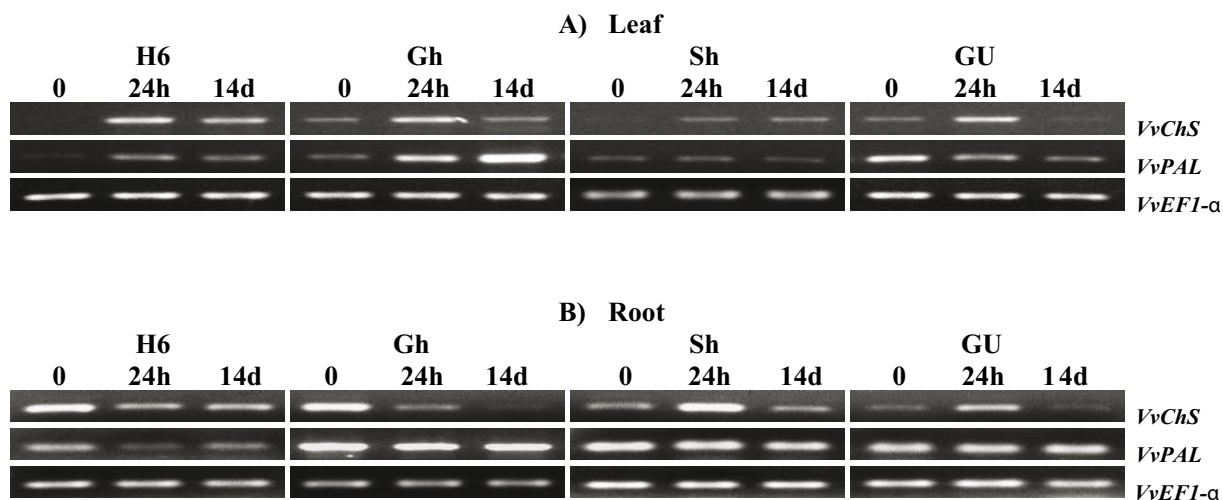 A) Leaf
H6 Gh Sh GU
0 24h 14d 0 24h 14d 0 24h 14d 0 24h 14d
VvChS
VvPAL
VvEF1-α
B) Root
H6 Gh Sh GU
0 24h 14d 0 24h 14d 0 24h 14d 0 24h 14d
VvChS
VvPAL
VvEF1-α